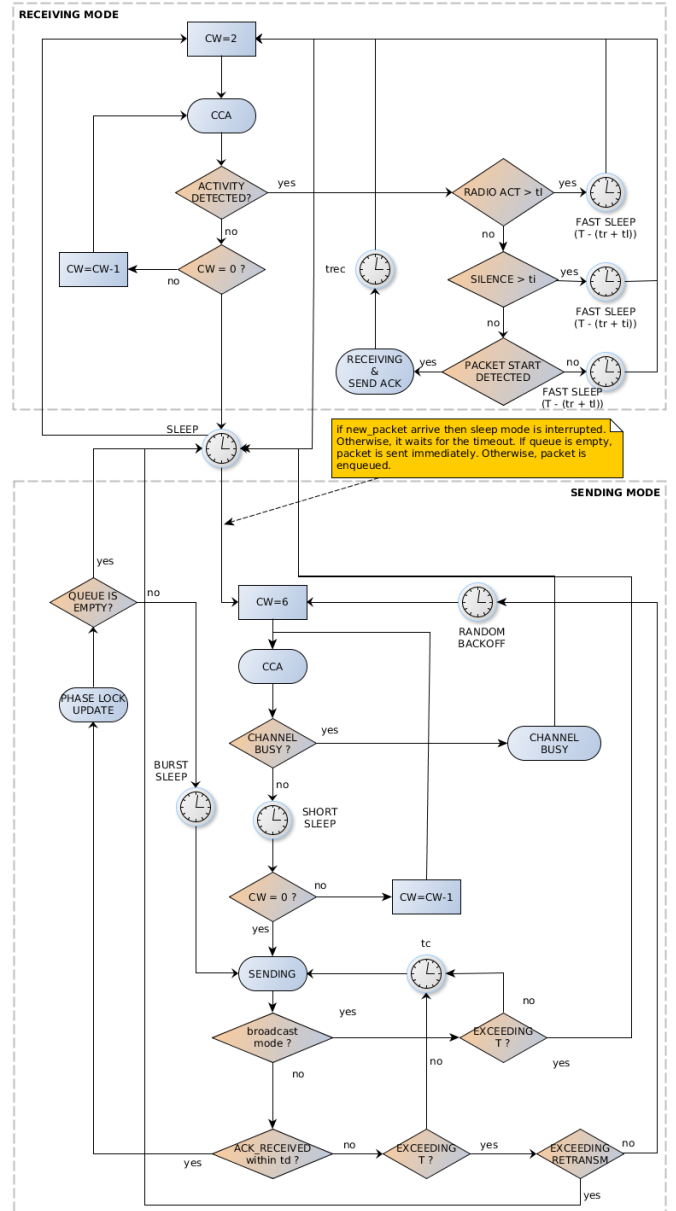 RECEIVING MODE
CW=2
CCA
ACTIVITY
DETECTED?
yes
no
CW = 0 ?
no
CW=CW-1
RADIO ACT > tl
yes
FAST SLEEP
(T - (tr + tl))
no
SILENCE > ti
yes
FAST SLEEP
(T - (tr + ti))
no
PACKET START
DETECTED
no
FAST SLEEP
(T - (tr + tl))
yes
RECEIVING
&
SEND ACK
trec
SLEEP
if new_packet arrive then sleep mode is interrupted.
Otherwise, it waits for the timeout. If queue is empty,
packet is sent immediately. Otherwise, packet is
enqueued.
SENDING MODE
yes
QUEUE IS
EMPTY?
no
PHASE LOCK
UPDATE
BURST
SLEEP
CW=6
RANDOM
BACKOFF
CCA
CHANNEL
BUSY ?
yes
CHANNEL
BUSY
no
SHORT
SLEEP
CW = 0 ?
no
CW=CW-1
yes
SENDING
tc
broadcast
mode ?
yes
EXCEEDING
T ?
no
yes
no
no
ACK_RECEIVED
within td ?
yes
no
EXCEEDING
T ?
yes
EXCEEDING
RETRANSM
no
yes